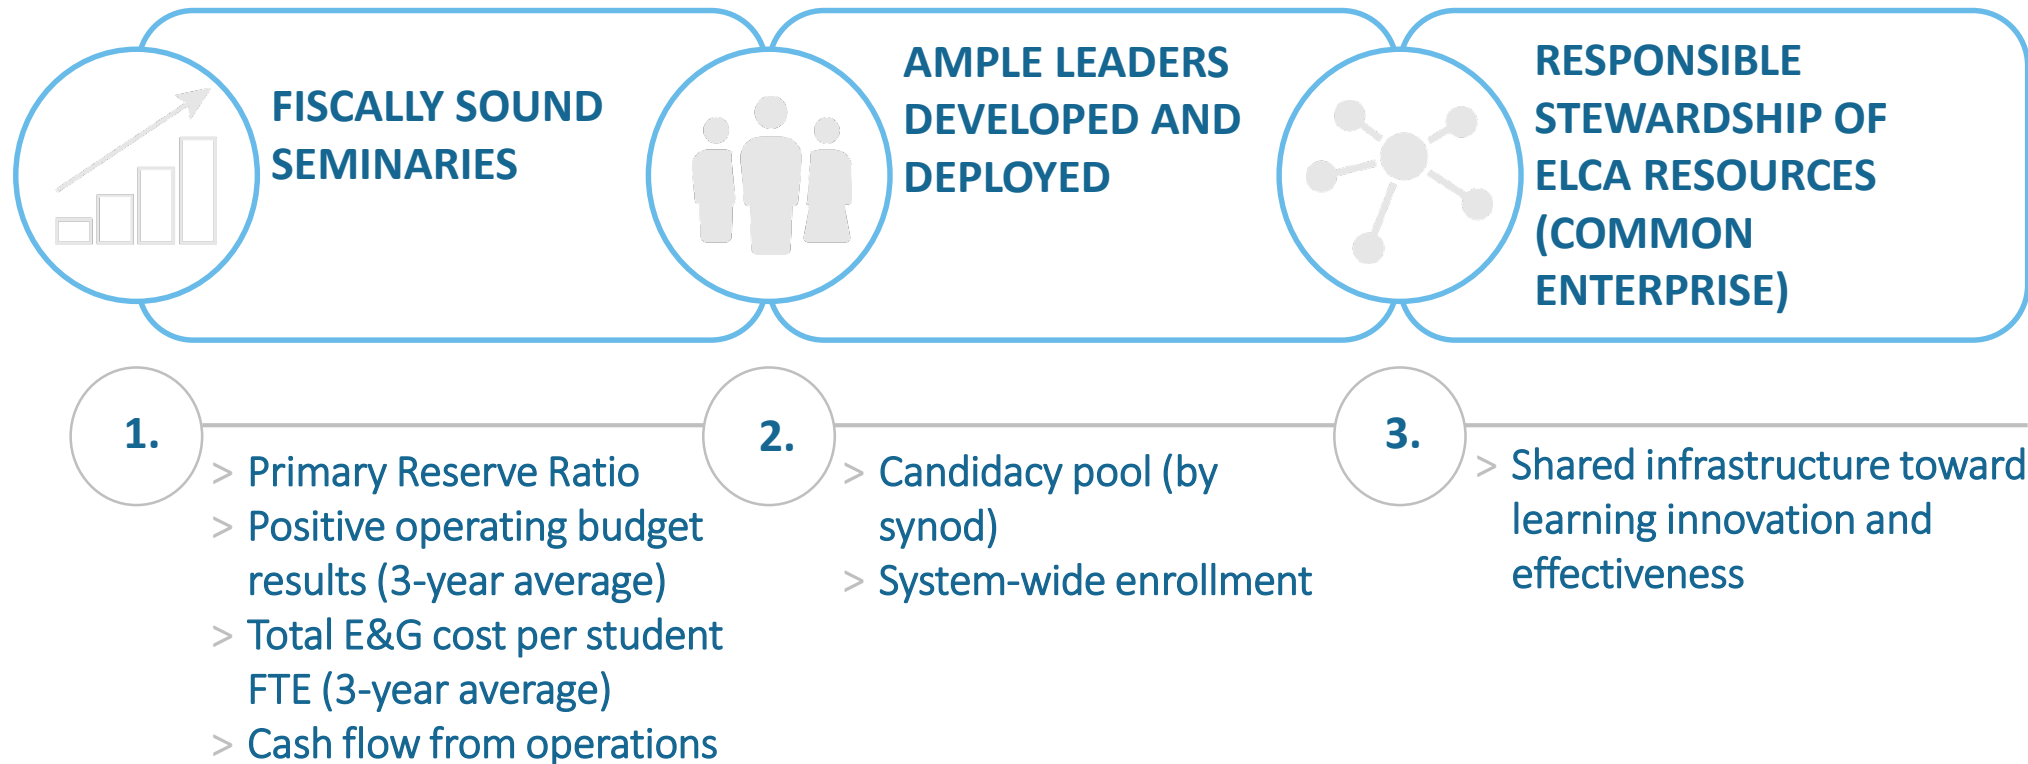 FISCALLY SOUND
SEMINARIES
AMPLE LEADERS
DEVELOPED AND
DEPLOYED
RESPONSIBLE
STEWARDSHIP OF
ELCA RESOURCES
(COMMON
ENTERPRISE)
1.
> Primary Reserve Ratio
> Positive operating budget
results (3-year average)
> Total E&G cost per student
FTE (3-year average)
> Cash flow from operations
2.
> Candidacy pool (by
synod)
> System-wide enrollment
3.
> Shared infrastructure toward
learning innovation and
effectiveness